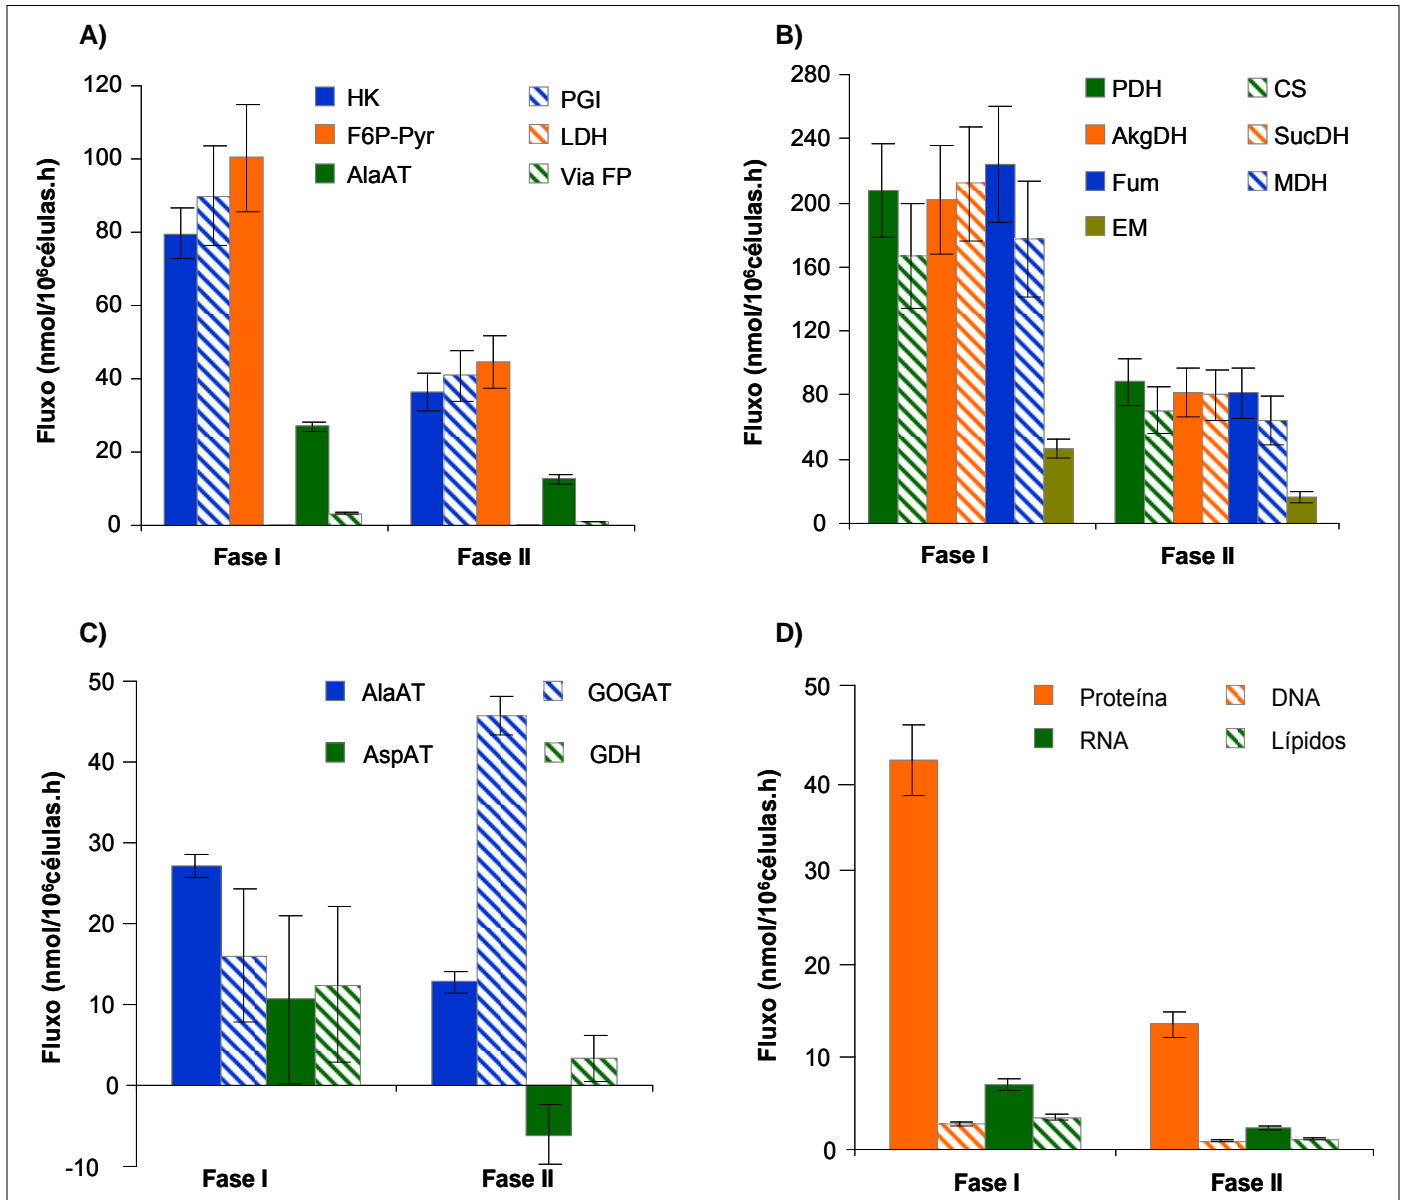 A)
Fluxo (nmol/10⁶células.h)
120
100
80
60
40
20
0
HK
PGI
F6P-Pyr
LDH
AlaAT
Via FP
Fase I
Fase II
B)
Fluxo (nmol/10⁶células.h)
280
240
200
160
120
80
40
0
PDH
CS
AkgDH
SucDH
Fum
MDH
EM
Fase I
Fase II
C)
Fluxo (nmol/10⁶células.h)
50
40
30
20
10
0
-10
AlaAT
GOGAT
AspAT
GDH
Fase I
Fase II
D)
Fluxo (nmol/10⁶células.h)
50
40
30
20
10
0
Proteína
DNA
RNA
Lípidos
Fase I
Fase II